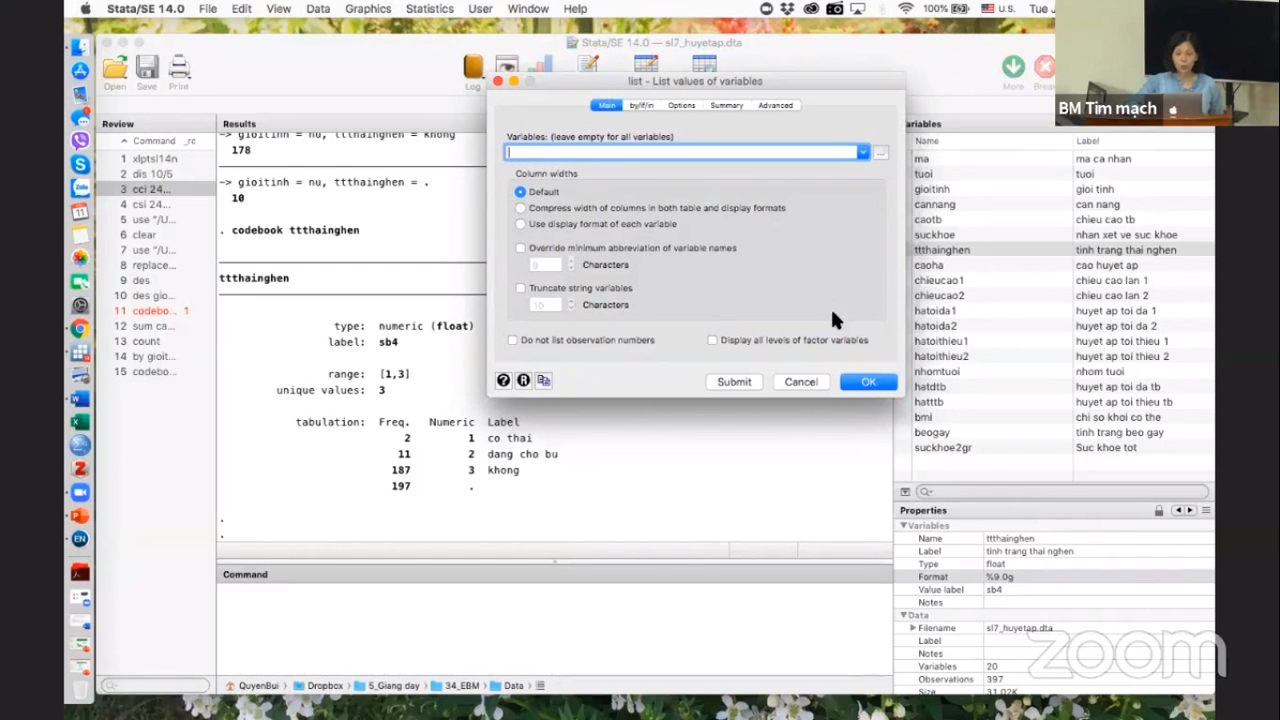 Stata/SE 14.0 File Edit View Data Graphics Statistics User Window Help 100% U.S. Tue
Stata/SE 14.0 — sl7_huyetap.dta
Open Save Print Log More
list - List values of variables
BM Tim mạch
Main by/if/in Options Summary Advanced
Variables: (leave empty for all variables)
Column widths
Default
Compress width of columns in both table and display formats
Use display format of each variable
Override minimum abbreviation of variable names
8 Characters
Truncate string variables
10 Characters
Do not list observation numbers Display all levels of factor variables
? R Submit Cancel OK
Review
Command _rc
1 xlptsl14n
2 dis 10/5
3 cci 24...
4 csi 24...
5 use "/U...
6 clear
7 use "/U...
8 replace...
9 des
10 des gio...
11 codebo... 1
12 sum ca...
13 count
14 by gioit...
15 codebo...
Results
-> gioitinh = nu, ttthainghen = khong
178
-> gioitinh = nu, ttthainghen = .
10
. codebook ttthainghen
ttthainghen
type: numeric (float)
label: sb4
range: [1,3]
unique values: 3
tabulation: Freq. Numeric Label
2 1 co thai
11 2 dang cho bu
187 3 khong
197 .
.
.
Command
QuyenBui Dropbox 5_Giang day 34_EBM Data
ariables
Name Label
ma ma ca nhan
tuoi tuoi
gioitinh gioi tinh
cannang can nang
caotb chieu cao tb
suckhoe nhan xet ve suc khoe
ttthainghen tinh trang thai nghen
caoha cao huyet ap
chieucao1 chieu cao lan 1
chieucao2 chieu cao lan 2
hatoida1 huyet ap toi da 1
hatoida2 huyet ap toi da 2
hatoithieu1 huyet ap toi thieu 1
hatoithieu2 huyet ap toi thieu 2
nhomtuoi nhom tuoi
hatdtb huyet ap toi da tb
hatttb huyet ap toi thieu tb
bmi chi so khoi co the
beogay tinh trang beo gay
suckhoe2gr Suc khoe tot
Properties
Variables
Name ttthainghen
Label tinh trang thai nghen
Type float
Format %9.0g
Value label sb4
Notes
Data
Filename sl7_huyetap.dta
Label
Notes
Variables 20
Observations 397
Size 31.02K
zoom